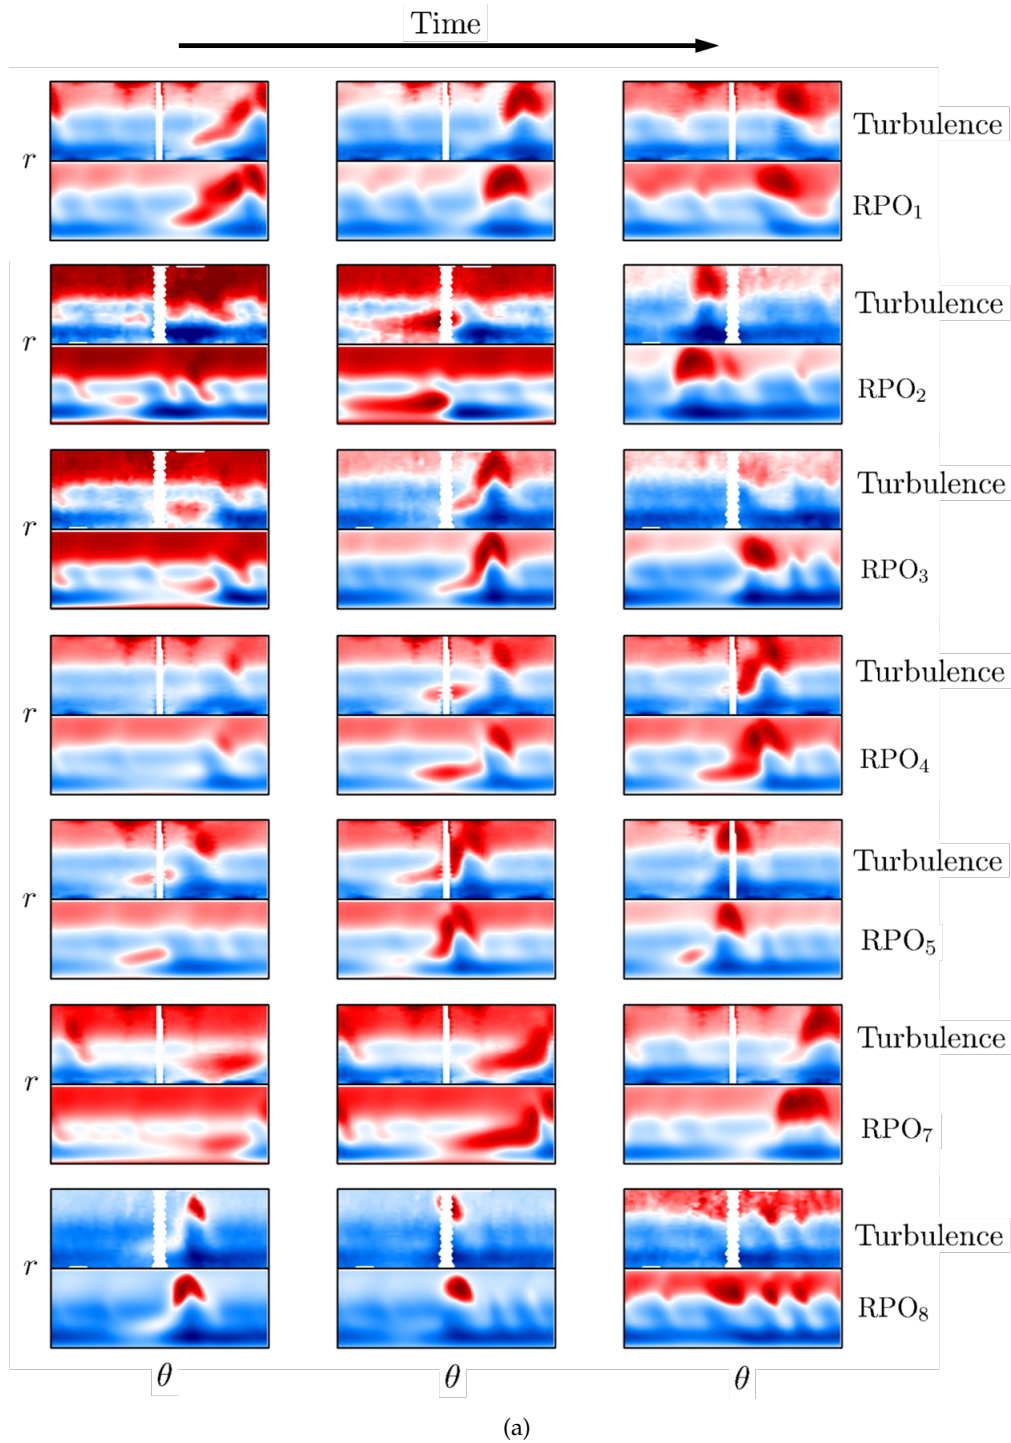 Time
Turbulence
r
RPO₁
Turbulence
r
RPO₂
Turbulence
r
RPO₃
Turbulence
r
RPO₄
Turbulence
r
RPO₅
Turbulence
r
RPO₇
Turbulence
r
RPO₈
θ θ θ
(a)